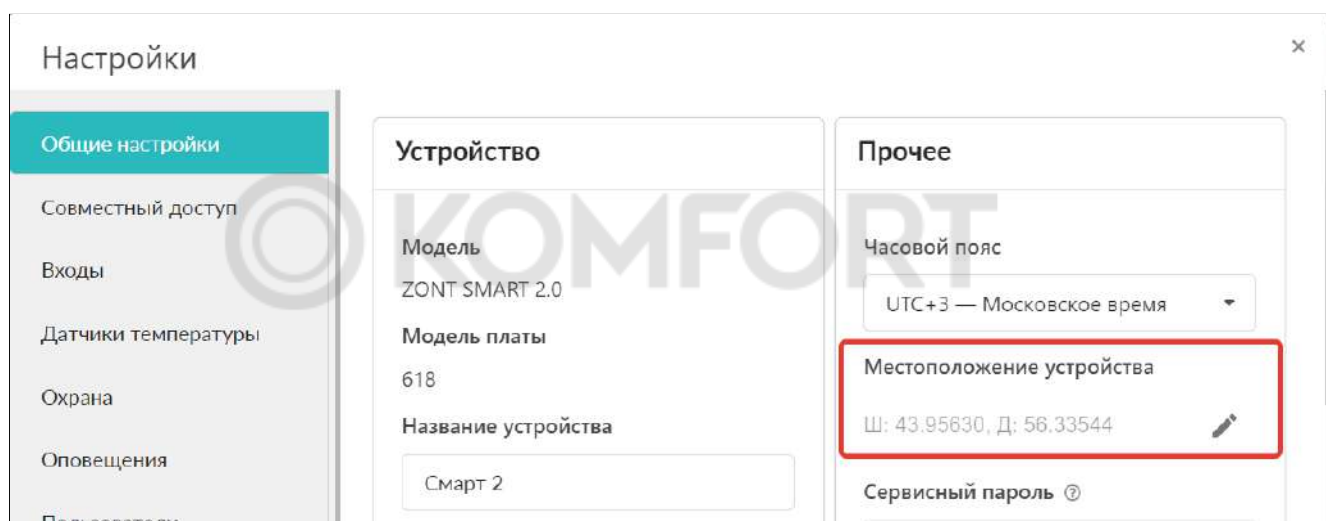 Настройки
×
Общие настройки
Совместный доступ
Входы
Датчики температуры
Охрана
Оповещения
Устройство
Модель
ZONT SMART 2.0
Модель платы
618
Название устройства
Смарт 2
Прочее
Часовой пояс
UTC+3 — Московское время
Местоположение устройства
Ш: 43.95630, Д: 56.33544
Сервисный пароль ?
KOMFORT